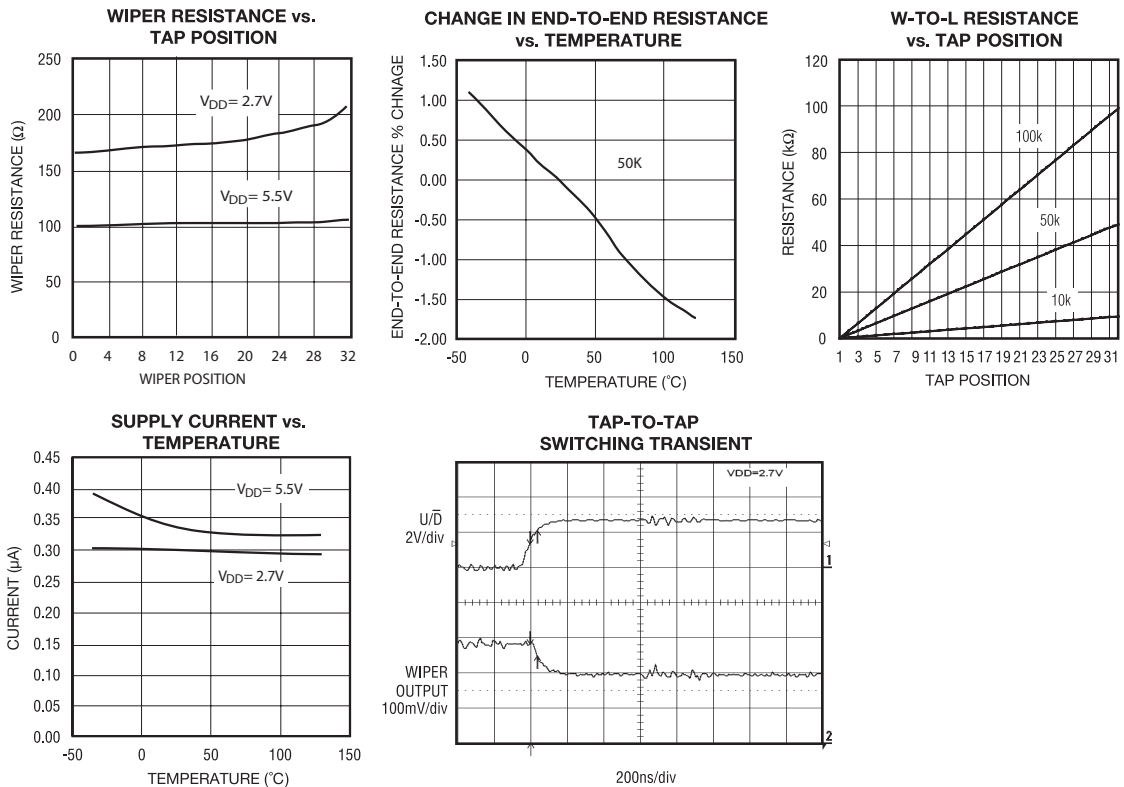 WIPER RESISTANCE vs.
TAP POSITION
250
200
150
100
50
0
WIPER RESISTANCE (Ω)
VDD= 2.7V
VDD= 5.5V
0 4 8 12 16 20 24 28 32
WIPER POSITION
CHANGE IN END-TO-END RESISTANCE
vs. TEMPERATURE
1.50
1.00
0.50
0.00
-0.50
-1.00
-1.50
-2.00
END-TO-END RESISTANCE % CHNAGE
50K
-50 0 50 100 150
TEMPERATURE (°C)
W-TO-L RESISTANCE
vs. TAP POSITION
120
100
80
60
40
20
0
RESISTANCE (kΩ)
100k
50k
10k
1 3 5 7 9 11 13 15 17 19 21 23 25 27 29 31
TAP POSITION
SUPPLY CURRENT vs.
TEMPERATURE
0.45
0.40
0.35
0.30
0.25
0.20
0.15
0.10
0.05
0.00
CURRENT (µA)
VDD= 5.5V
VDD= 2.7V
-50 0 50 100 150
TEMPERATURE (°C)
TAP-TO-TAP
SWITCHING TRANSIENT
VDD=2.7V
U/D̅
2V/div
1
WIPER
OUTPUT
100mV/div
2
200ns/div